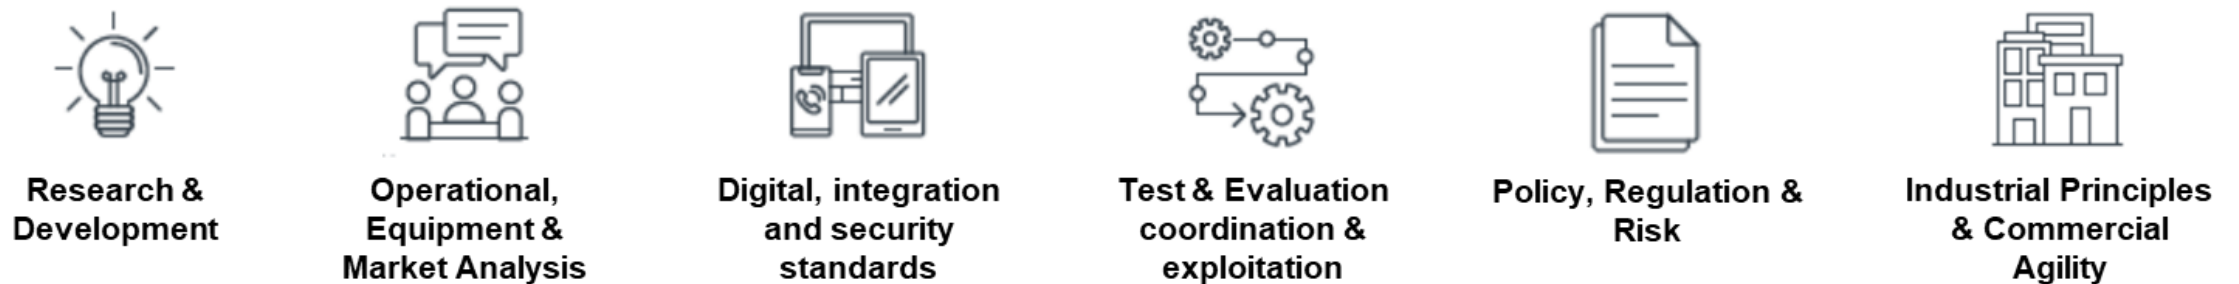 Research &
Development
Operational,
Equipment &
Market Analysis
Digital, integration
and security
standards
Test & Evaluation
coordination &
exploitation
Policy, Regulation &
Risk
Industrial Principles
& Commercial
Agility